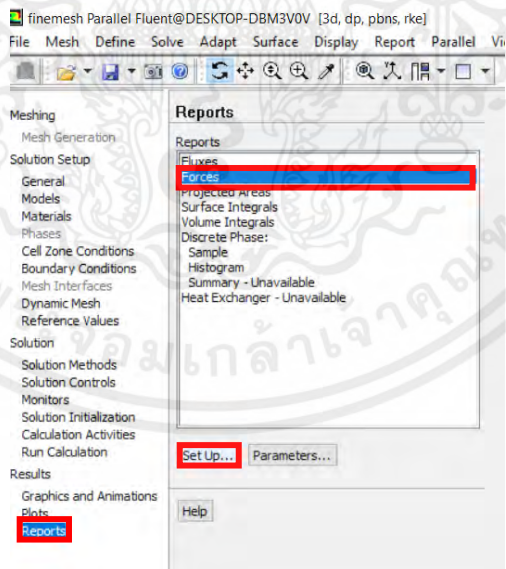 finemesh Parallel Fluent@DESKTOP-DBM3V0V [3d, dp, pbns, rke]
File Mesh Define Solve Adapt Surface Display Report Parallel Vi
Meshing
Mesh Generation
Solution Setup
General
Models
Materials
Phases
Cell Zone Conditions
Boundary Conditions
Mesh Interfaces
Dynamic Mesh
Reference Values
Solution
Solution Methods
Solution Controls
Monitors
Solution Initialization
Calculation Activities
Run Calculation
Results
Graphics and Animations
Plots
Reports
Reports
Reports
Fluxes
Forces
Projected Areas
Surface Integrals
Volume Integrals
Discrete Phase:
Sample
Histogram
Summary - Unavailable
Heat Exchanger - Unavailable
Set Up... Parameters...
Help